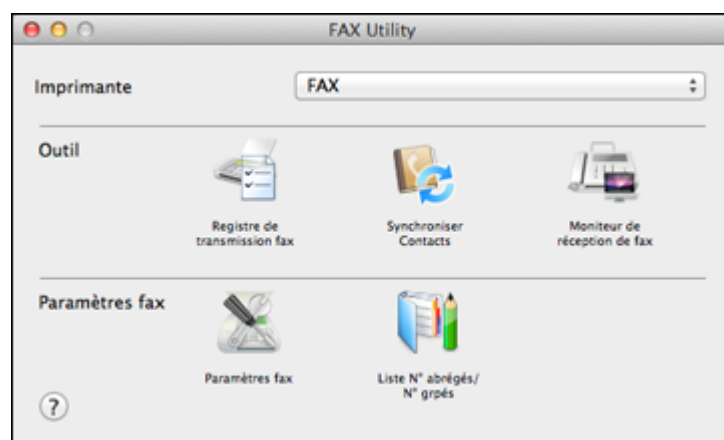 FAX Utility
Imprimante
FAX
Outil
Registre de
transmission fax
Synchroniser
Contacts
Moniteur de
réception de fax
Paramètres fax
Paramètres fax
Liste N° abrégés/
N° grpés
?